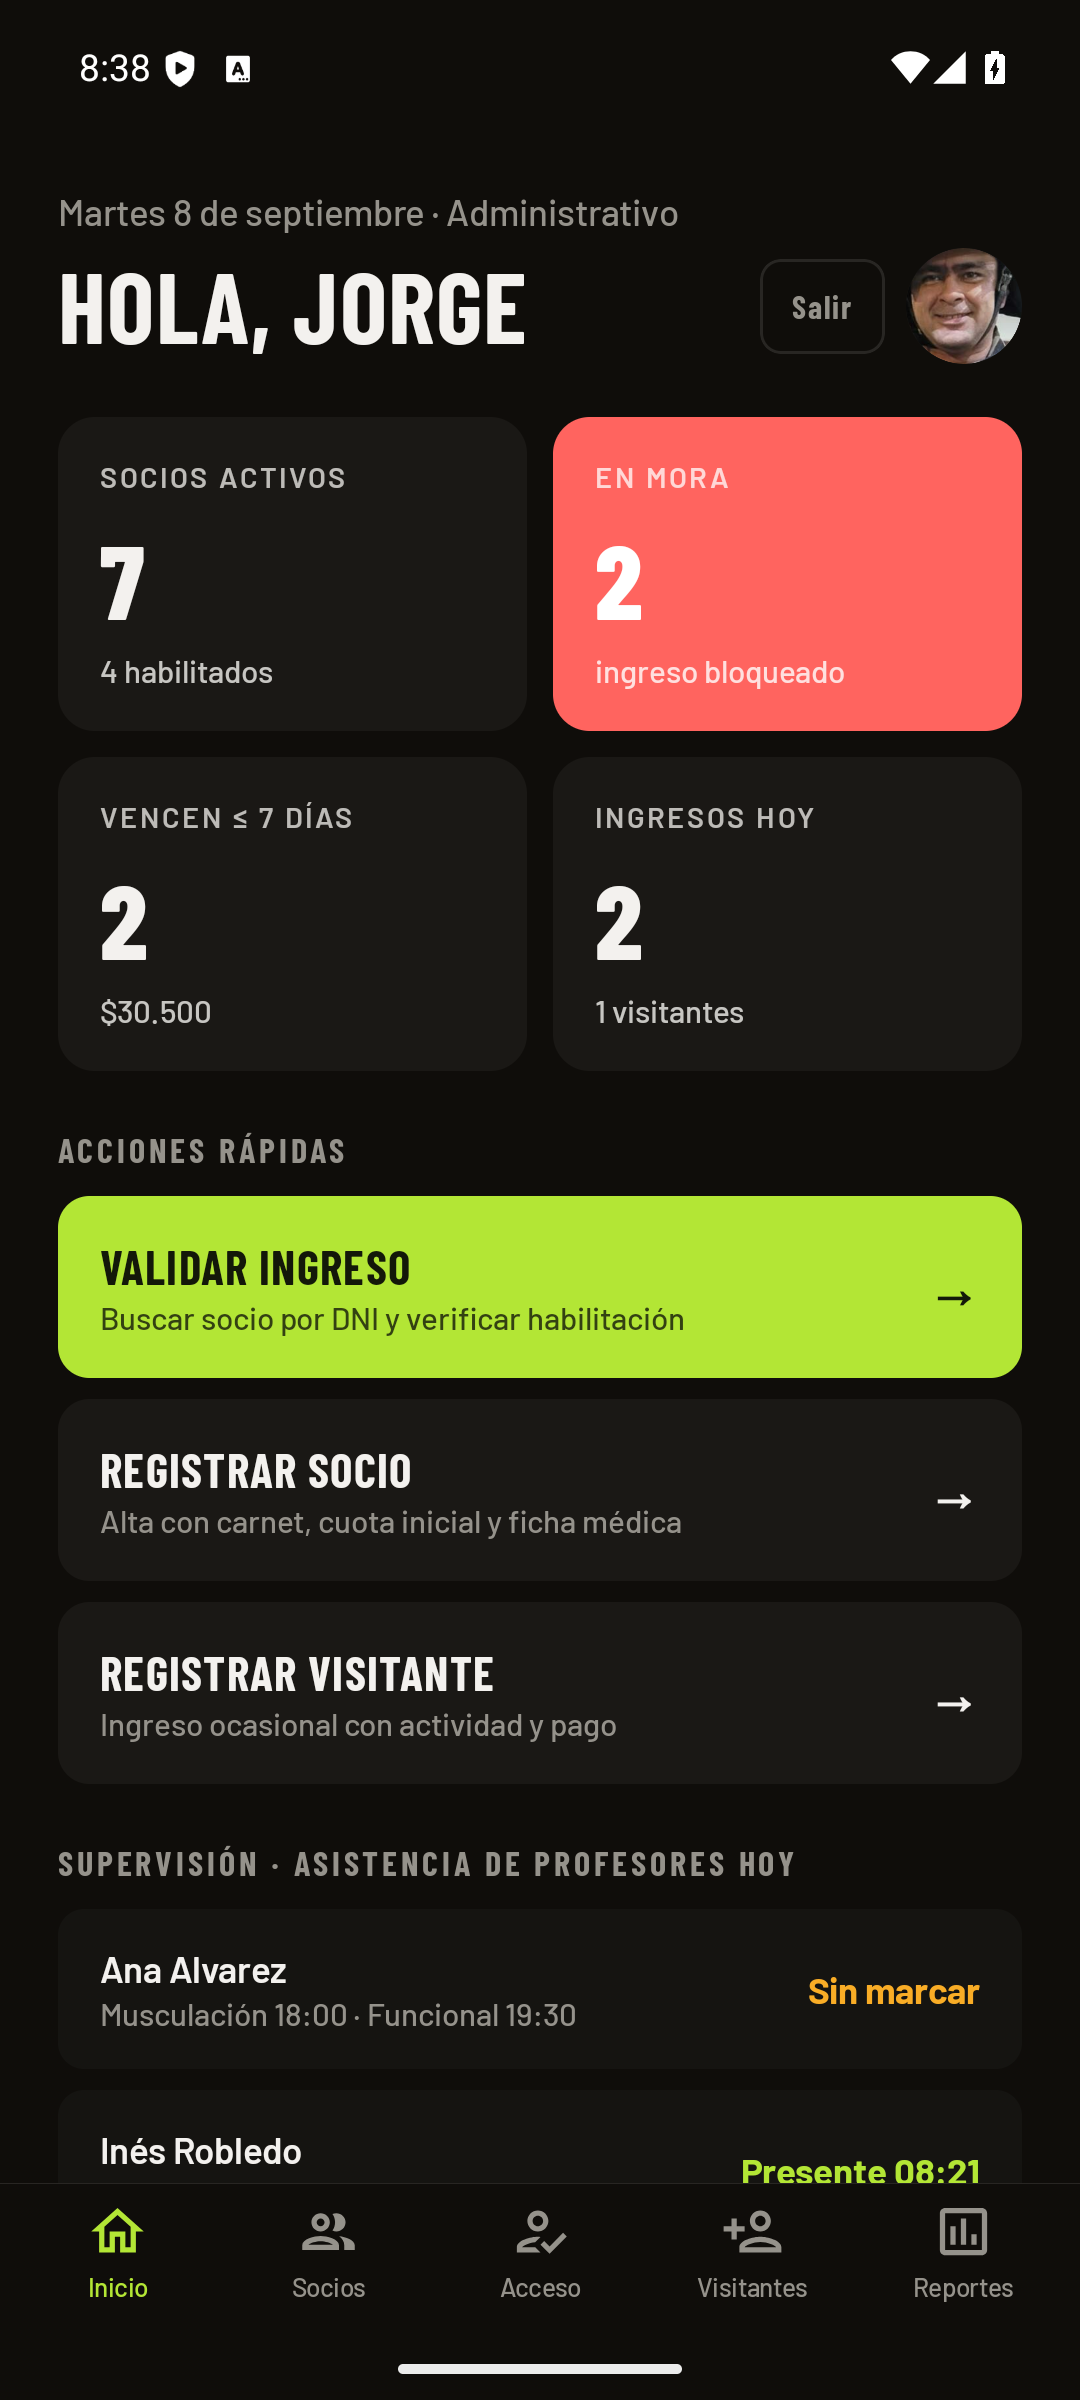 8:38
Martes 8 de septiembre · Administrativo
HOLA, JORGE
Salir
SOCIOS ACTIVOS
7
4 habilitados
EN MORA
2
ingreso bloqueado
VENCEN ≤ 7 DÍAS
2
$30.500
INGRESOS HOY
2
1 visitantes
ACCIONES RÁPIDAS
VALIDAR INGRESO
Buscar socio por DNI y verificar habilitación
→
REGISTRAR SOCIO
Alta con carnet, cuota inicial y ficha médica
→
REGISTRAR VISITANTE
Ingreso ocasional con actividad y pago
→
SUPERVISIÓN · ASISTENCIA DE PROFESORES HOY
Ana Alvarez
Musculación 18:00 · Funcional 19:30
Sin marcar
Inés Robledo
Presente 08:21
Inicio
Socios
Acceso
Visitantes
Reportes